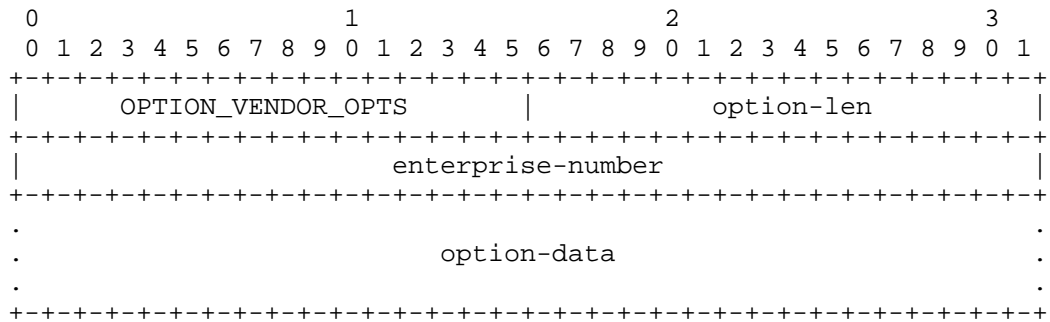 0                   1                   2                   3
 0 1 2 3 4 5 6 7 8 9 0 1 2 3 4 5 6 7 8 9 0 1 2 3 4 5 6 7 8 9 0 1
+-+-+-+-+-+-+-+-+-+-+-+-+-+-+-+-+-+-+-+-+-+-+-+-+-+-+-+-+-+-+-+-+
|      OPTION_VENDOR_OPTS       |           option-len          |
+-+-+-+-+-+-+-+-+-+-+-+-+-+-+-+-+-+-+-+-+-+-+-+-+-+-+-+-+-+-+-+-+
|                       enterprise-number                       |
+-+-+-+-+-+-+-+-+-+-+-+-+-+-+-+-+-+-+-+-+-+-+-+-+-+-+-+-+-+-+-+-+
.                                                               .
.                          option-data                          .
.                                                               .
+-+-+-+-+-+-+-+-+-+-+-+-+-+-+-+-+-+-+-+-+-+-+-+-+-+-+-+-+-+-+-+-+